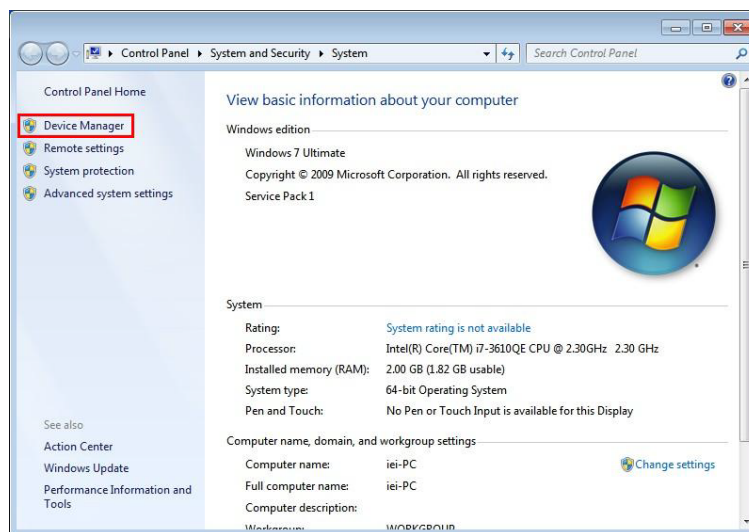 Control Panel ▸ System and Security ▸ System
Search Control Panel
Control Panel Home
Device Manager
Remote settings
System protection
Advanced system settings
See also
Action Center
Windows Update
Performance Information and
Tools
View basic information about your computer
Windows edition
Windows 7 Ultimate
Copyright © 2009 Microsoft Corporation. All rights reserved.
Service Pack 1
System
Rating: System rating is not available
Processor: Intel(R) Core(TM) i7-3610QE CPU @ 2.30GHz 2.30 GHz
Installed memory (RAM): 2.00 GB (1.82 GB usable)
System type: 64-bit Operating System
Pen and Touch: No Pen or Touch Input is available for this Display
Computer name, domain, and workgroup settings
Computer name: iei-PC Change settings
Full computer name: iei-PC
Computer description:
Workgroup: WORKGROUP